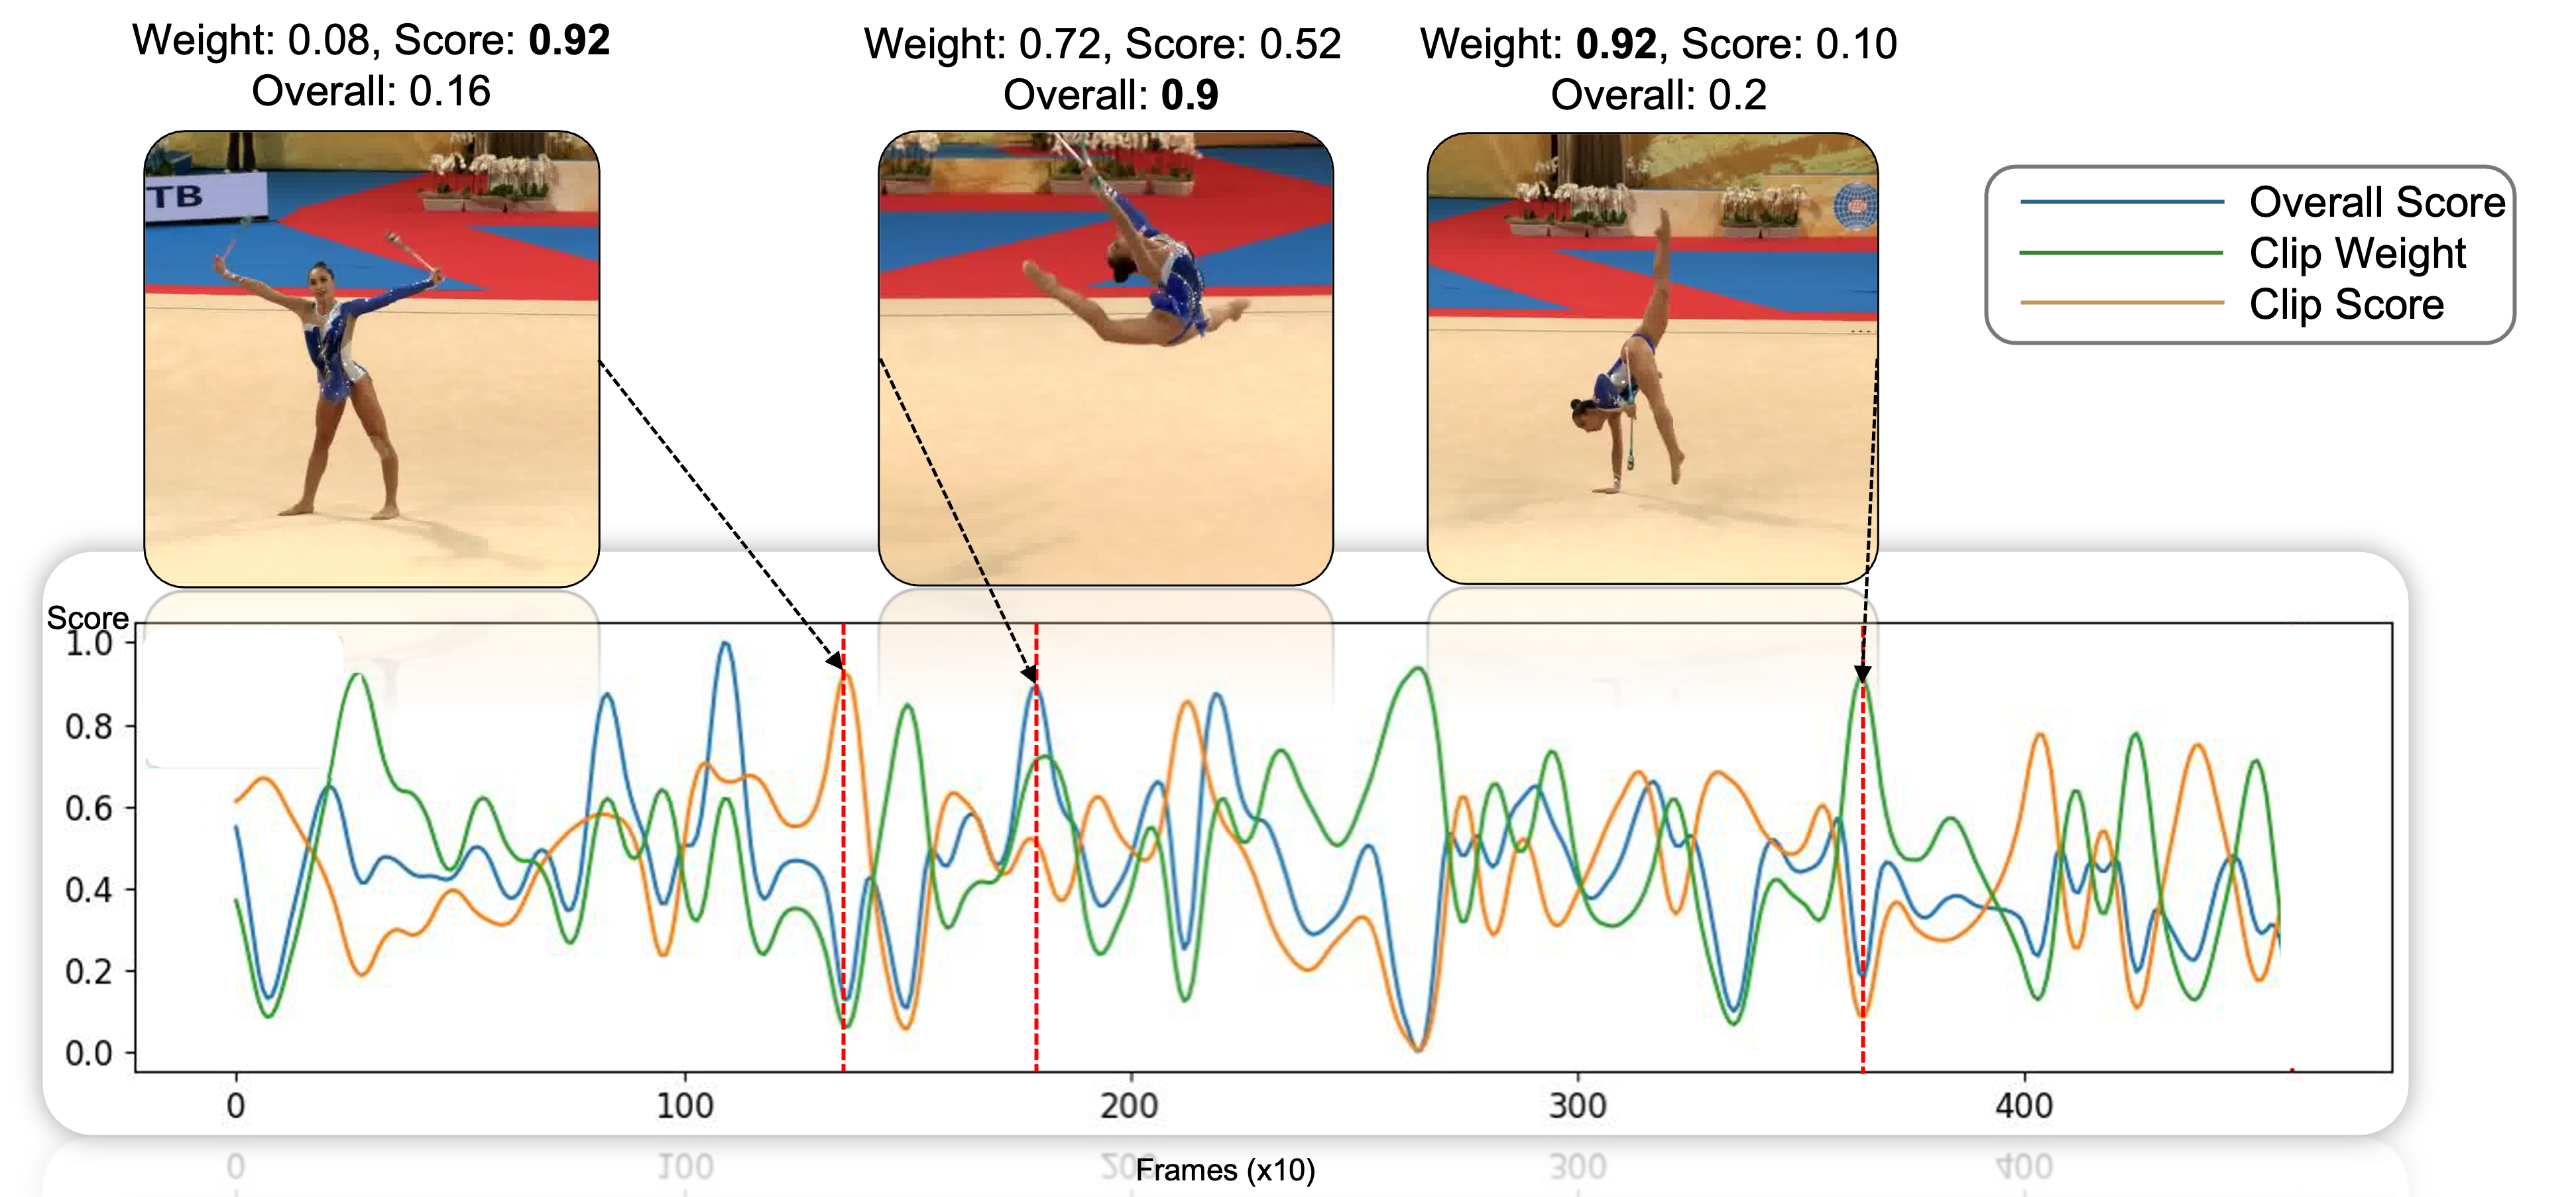 Weight: 0.08, Score: 0.92
Overall: 0.16
Weight: 0.72, Score: 0.52
Overall: 0.9
Weight: 0.92, Score: 0.10
Overall: 0.2
TB
Overall Score
Clip Weight
Clip Score
Score
1.0
0.8
0.6
0.4
0.2
0.0
0 100 200 300 400
Frames (x10)